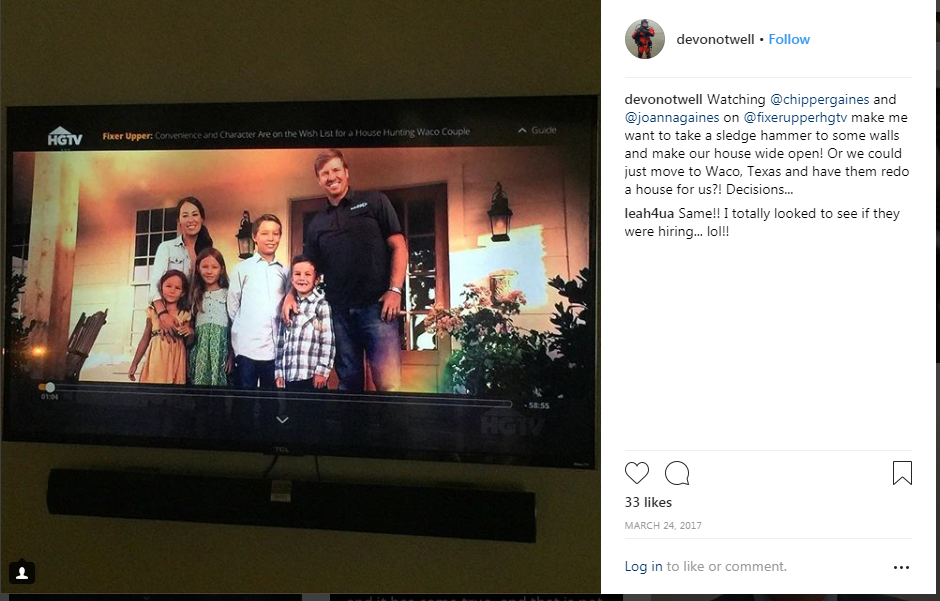 devonotwell • Follow
HGTV
Fixer Upper: Convenience and Character Are on the Wish List for a House Hunting Waco Couple
Guide
01:04
- 58:55
HGTV
TCL
devonotwell Watching @chippergaines and
@joannagaines on @fixerupperhgtv make me
want to take a sledge hammer to some walls
and make our house wide open! Or we could
just move to Waco, Texas and have them redo
a house for us?! Decisions...
leah4ua Same!! I totally looked to see if they
were hiring... lol!!
33 likes
MARCH 24, 2017
Log in to like or comment.